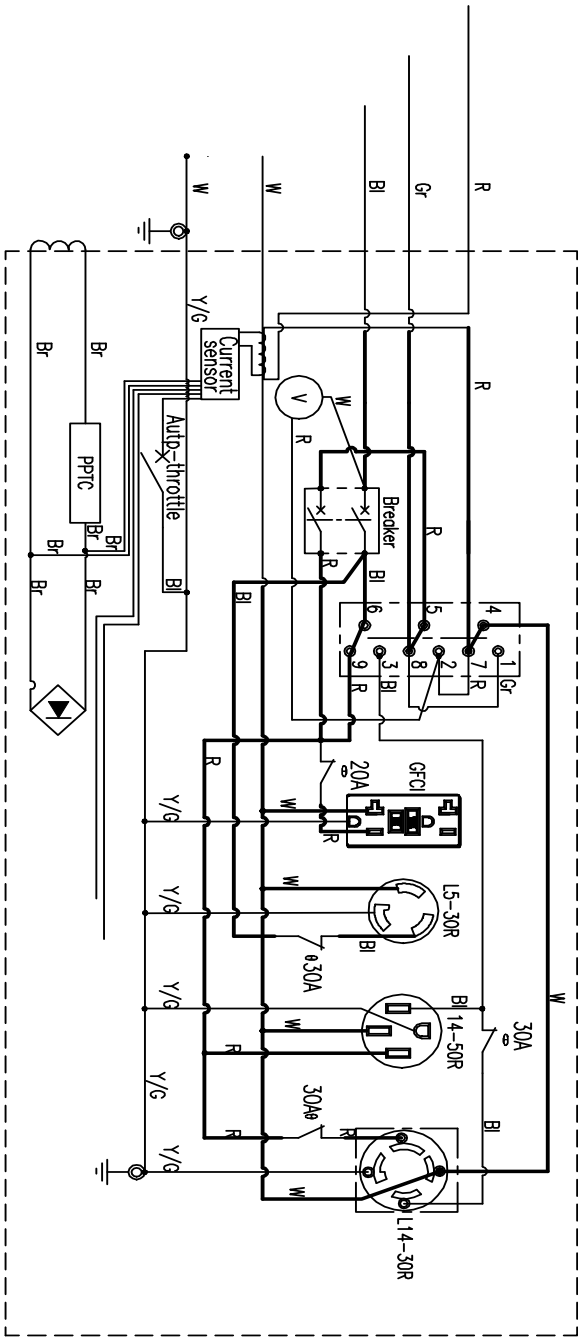 R
Gr
Bl
W
W
Y/G
Br
Br
R
Current
sensor
V
W
R
Autp-throttle
PPTC
Br
Br
Br
Br
Br
Bl
Breaker
R
R
Bl
Bl
4
5
6
1
7
2
8
3
9
Gr
R
Bl
R
R
20A
GFCI
W
R
Y/G
L5-30R
W
Y/G
Bl
30A
W
14-50R
Bl
30A
W
Y/G
R
Bl
30A
R
R
Y/G
Y/G
W
L14-30R